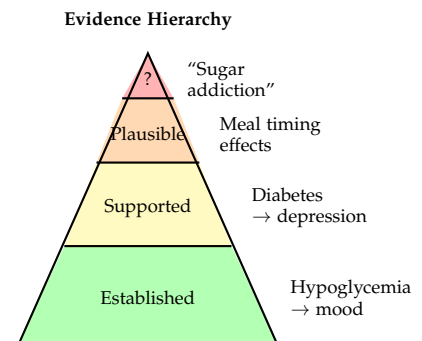 Evidence Hierarchy
?
“Sugar
addiction”
Plausible
Meal timing
effects
Supported
Diabetes
→ depression
Established
Hypoglycemia
→ mood